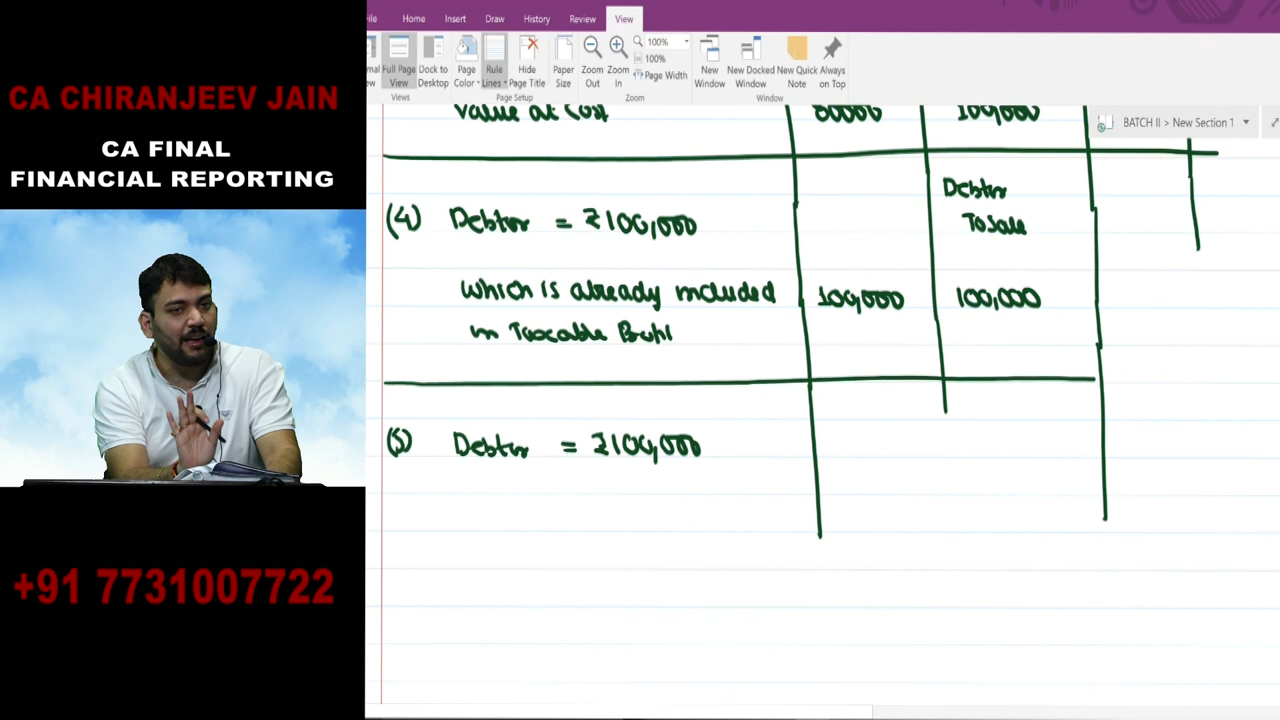 CA CHIRANJEEV JAIN
CA FINAL
FINANCIAL REPORTING
+91 7731007722
Home Insert Draw History Review View
Full Page View
Dock to Desktop
Views
Page Color
Rule Lines
Hide Page Title
Paper Size
Page Setup
Zoom Out
Zoom In
100%
100%
Page Width
Zoom
New Window
New Docked Window
New Quick Note
Always on Top
Window
BATCH II > New Section 1
Value at Cost 80000 100,000
(4) Debtor = ₹100,000
Debtor
To Sale
which is already included 100,000 100,000
in Taxable Profit
(5) Debtor = ₹100,000